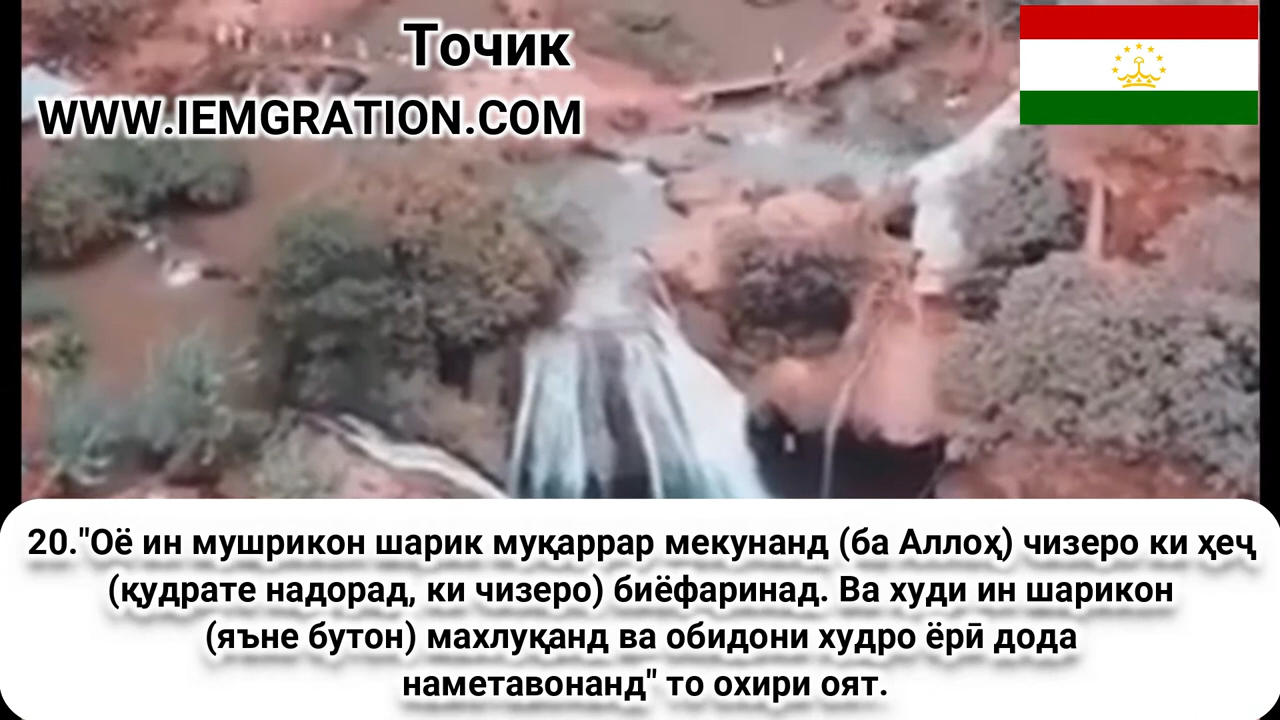 Точик
WWW.IEMGRATION.COM
20."Оё ин мушрикон шарик муқаррар мекунанд (ба Аллоҳ) чизеро ки ҳеҷ
(қудрате надорад, ки чизеро) биёфаринад. Ва худи ин шарикон
(яъне бутон) махлуқанд ва обидони худро ёрӣ дода
наметавонанд" то охири оят.